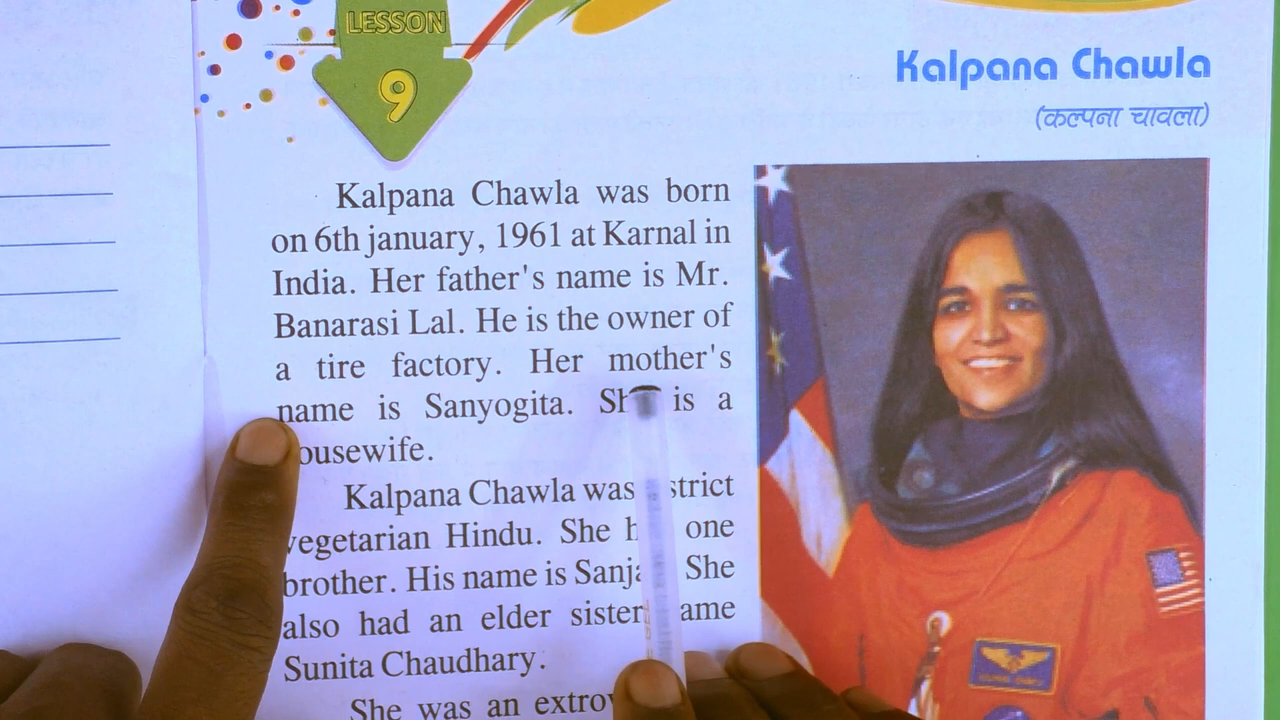 LESSON
9
Kalpana Chawla
(कल्पना चावला)
Kalpana Chawla was born
on 6th january, 1961 at Karnal in
India. Her father's name is Mr.
Banarasi Lal. He is the owner of
a tire factory. Her mother's
name is Sanyogita. is a
Kalpana Chawla was strict
vegetarian Hindu. She one
brother. His name is She
also had an elder sister
Sunita Chaudhary.
She was an